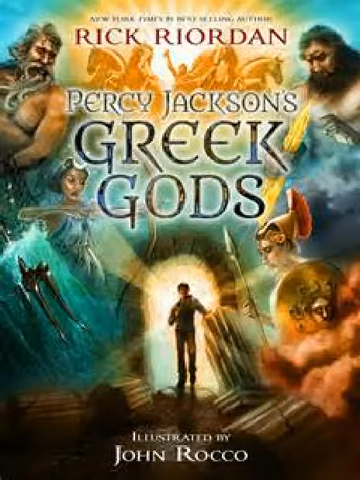 NEW YORK TIMES #1 BEST-SELLING AUTHOR
RICK RIORDAN
PERCY JACKSON'S
GREEK
GODS
ILLUSTRATED BY
JOHN ROCCO